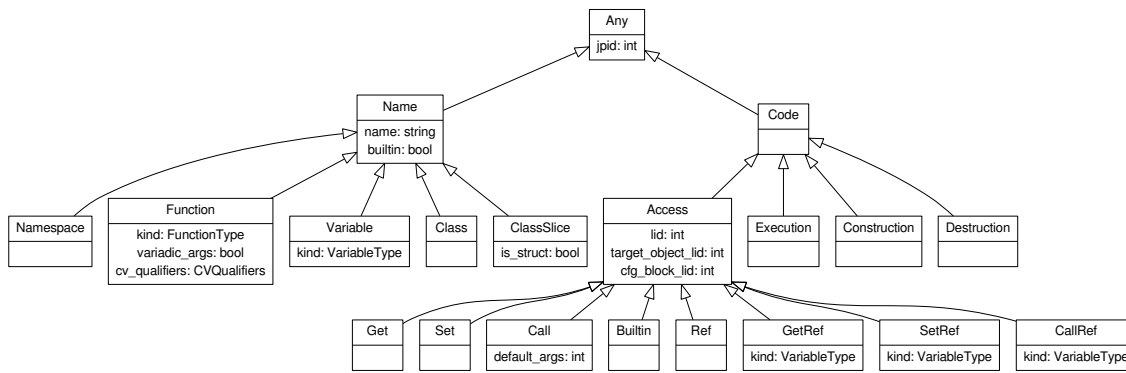 Any
jpid: int
Name
name: string
builtin: bool
Code
Namespace
Function
kind: FunctionType
variadic_args: bool
cv_qualifiers: CVQualifiers
Variable
kind: VariableType
Class
ClassSlice
is_struct: bool
Access
lid: int
target_object_lid: int
cfg_block_lid: int
Execution
Construction
Destruction
Get
Set
Call
default_args: int
Builtin
Ref
GetRef
kind: VariableType
SetRef
kind: VariableType
CallRef
kind: VariableType